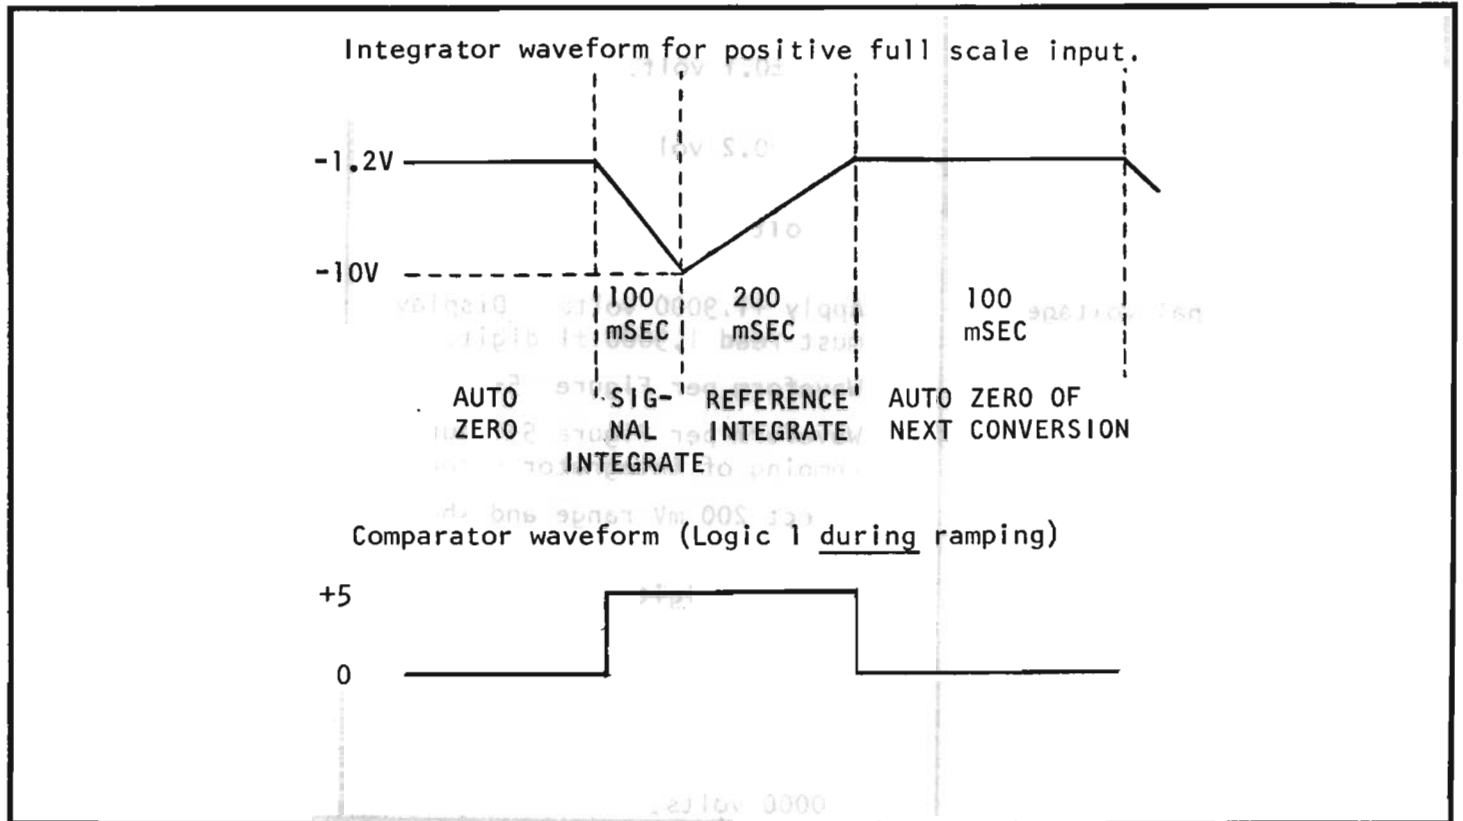 Integrator waveform for positive full scale input.
-1.2V
-10V
100 mSEC
200 mSEC
100 mSEC
AUTO ZERO
SIG-
NAL
INTEGRATE
REFERENCE
INTEGRATE
AUTO ZERO OF
NEXT CONVERSION
Comparator waveform (Logic 1 during ramping)
+5
0